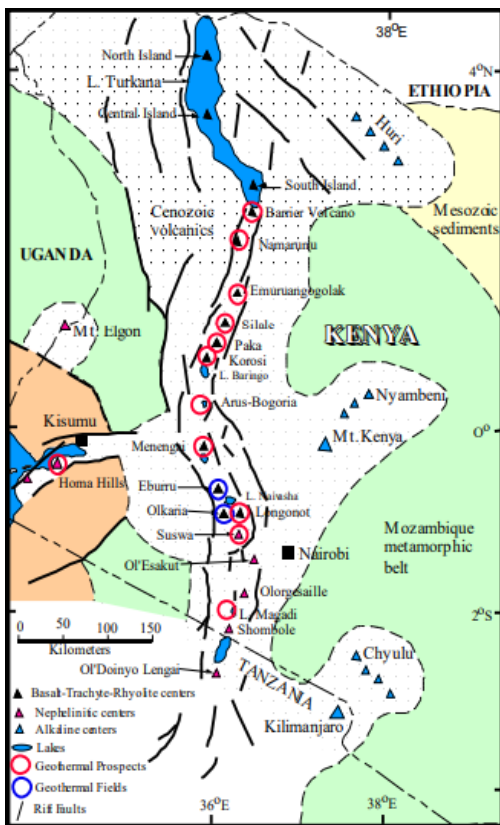 38°E
North Island
4°N
L. Turkana
ETHIOPIA
Central Island
Huri
South Island
Barrier Volcano
Cenozoic
volcanics
Mesozoic
sediments
Namarunu
UGANDA
Emuruangogolak
Silale
KENYA
Mt. Elgon
Paka
Korosi
L. Baringo
Nyambeni
Arus-Bogoria
Kisumu
0°
Menengai
Mt.Kenya
Homa Hills
Eburru
L. Naivasha
Olkaria
Longonot
Mozambique
metamorphic
belt
Suswa
Nairobi
Ol'Esakut
Olorgesaille
L. Magadi
2°S
0 50 100 150
Kilometers
Shombole
Chyulu
Ol'Doinyo Lengai
TANZANIA
Basalt-Trachyte-Rhyolite centers
Nephelinitic centers
Kilimanjaro
Alkaline centers
Lakes
Geothermal Prospects
Geothermal Fields
Rift Faults
36°E
38°E